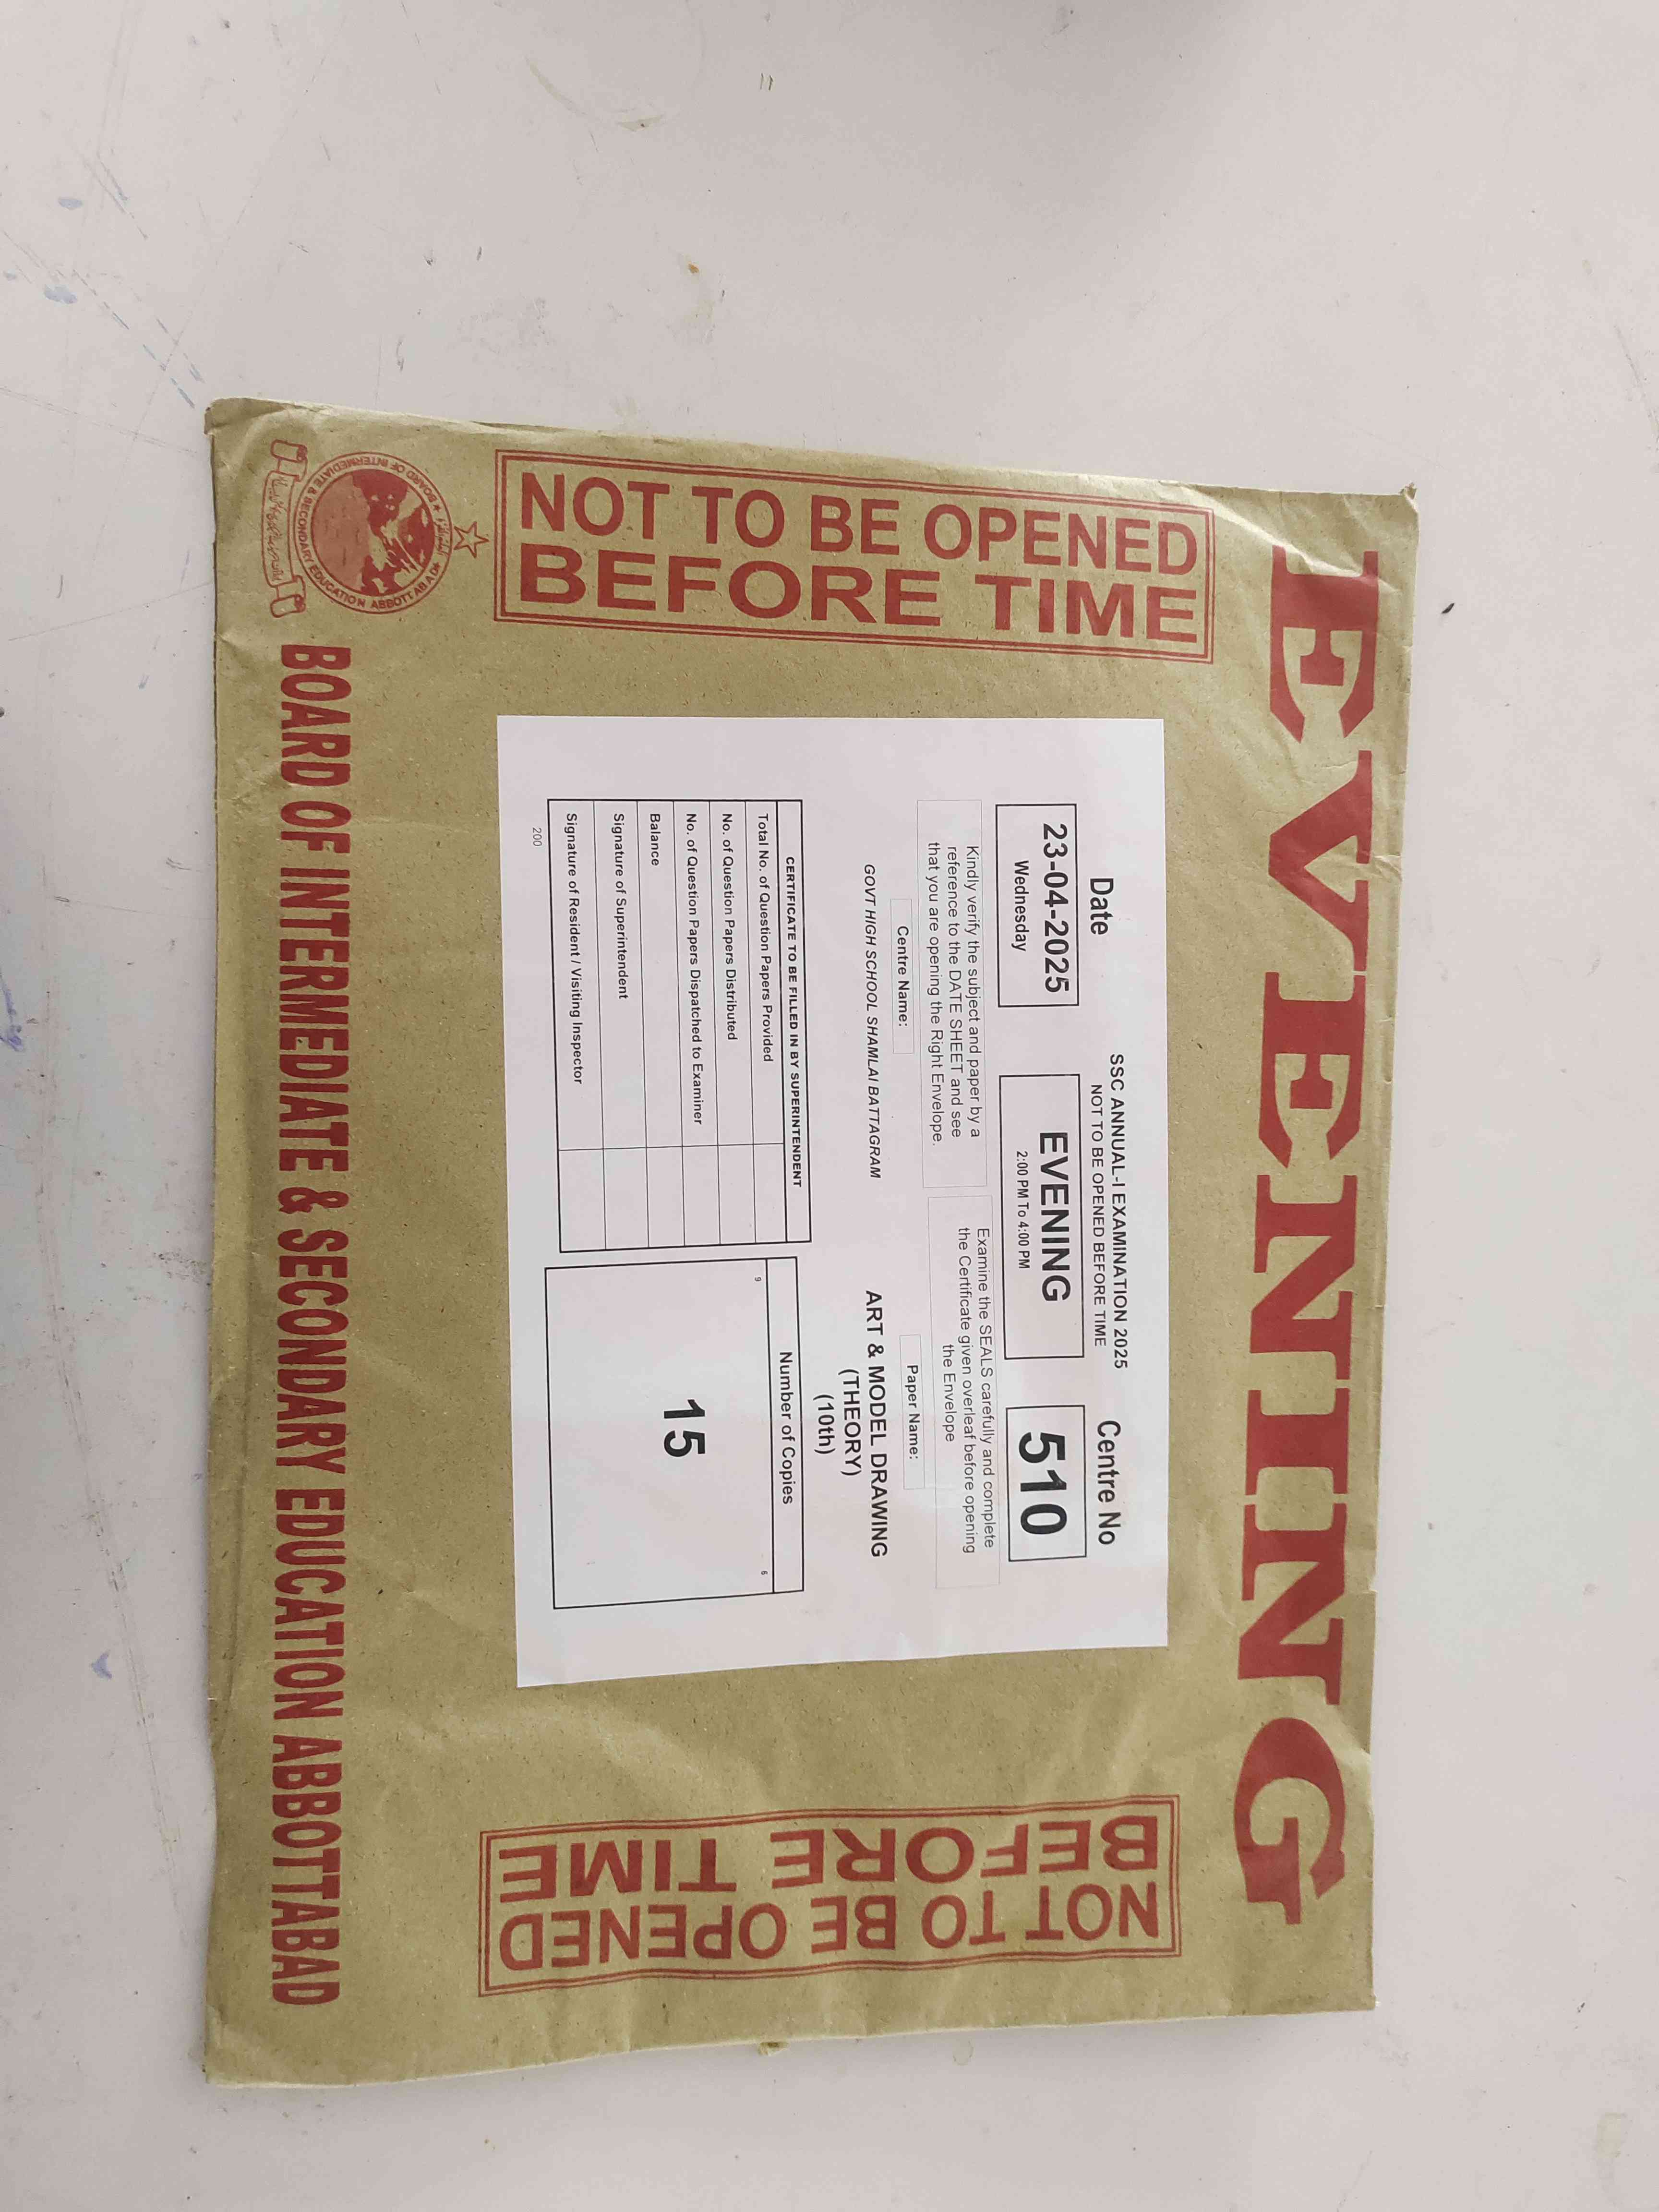 EVENING
NOT TO BE OPENED
BEFORE TIME
SSC ANNUAL-I EXAMINATION 2025
NOT TO BE OPENED BEFORE TIME
Date
Centre No
23-04-2025
Wednesday
EVENING
2:00 PM To 4:00 PM
510
Kindly verify the subject and paper by a
reference to the DATE SHEET and see
that you are opening the Right Envelope.
Examine the SEALS carefully and complete
the Certificate given overleaf before opening
the Envelope
Centre Name:
Paper Name:
GOVT HIGH SCHOOL SHAMLAI BATTAGRAM
ART & MODEL DRAWING
(THEORY)
(10th)
CERTIFICATE TO BE FILLED IN BY SUPERINTENDENT
Total No. of Question Papers Provided
No. of Question Papers Distributed
No. of Question Papers Dispatched to Examiner
Balance
Signature of Superintendent
Signature of Resident / Visiting Inspector
Number of Copies
9
6
15
200
NOT TO BE OPENED
BEFORE TIME
BOARD OF INTERMEDIATE & SECONDARY EDUCATION ABBOTTABAD
BOARD OF INTERMEDIATE & SECONDARY EDUCATION ABBOTTABAD